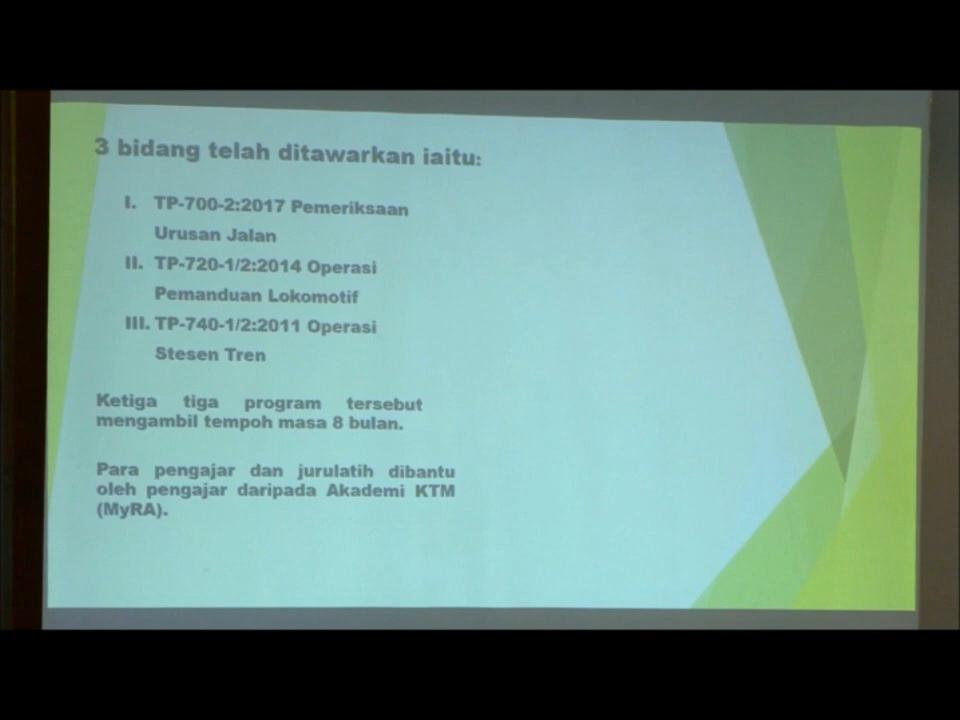 3 bidang telah ditawarkan iaitu:
I. TP-700-2:2017 Pemeriksaan
Urusan Jalan
II. TP-720-1/2:2014 Operasi
Pemanduan Lokomotif
III. TP-740-1/2:2011 Operasi
Stesen Tren
Ketiga tiga program tersebut
mengambil tempoh masa 8 bulan.
Para pengajar dan jurulatih dibantu
oleh pengajar daripada Akademi KTM
(MyRA).